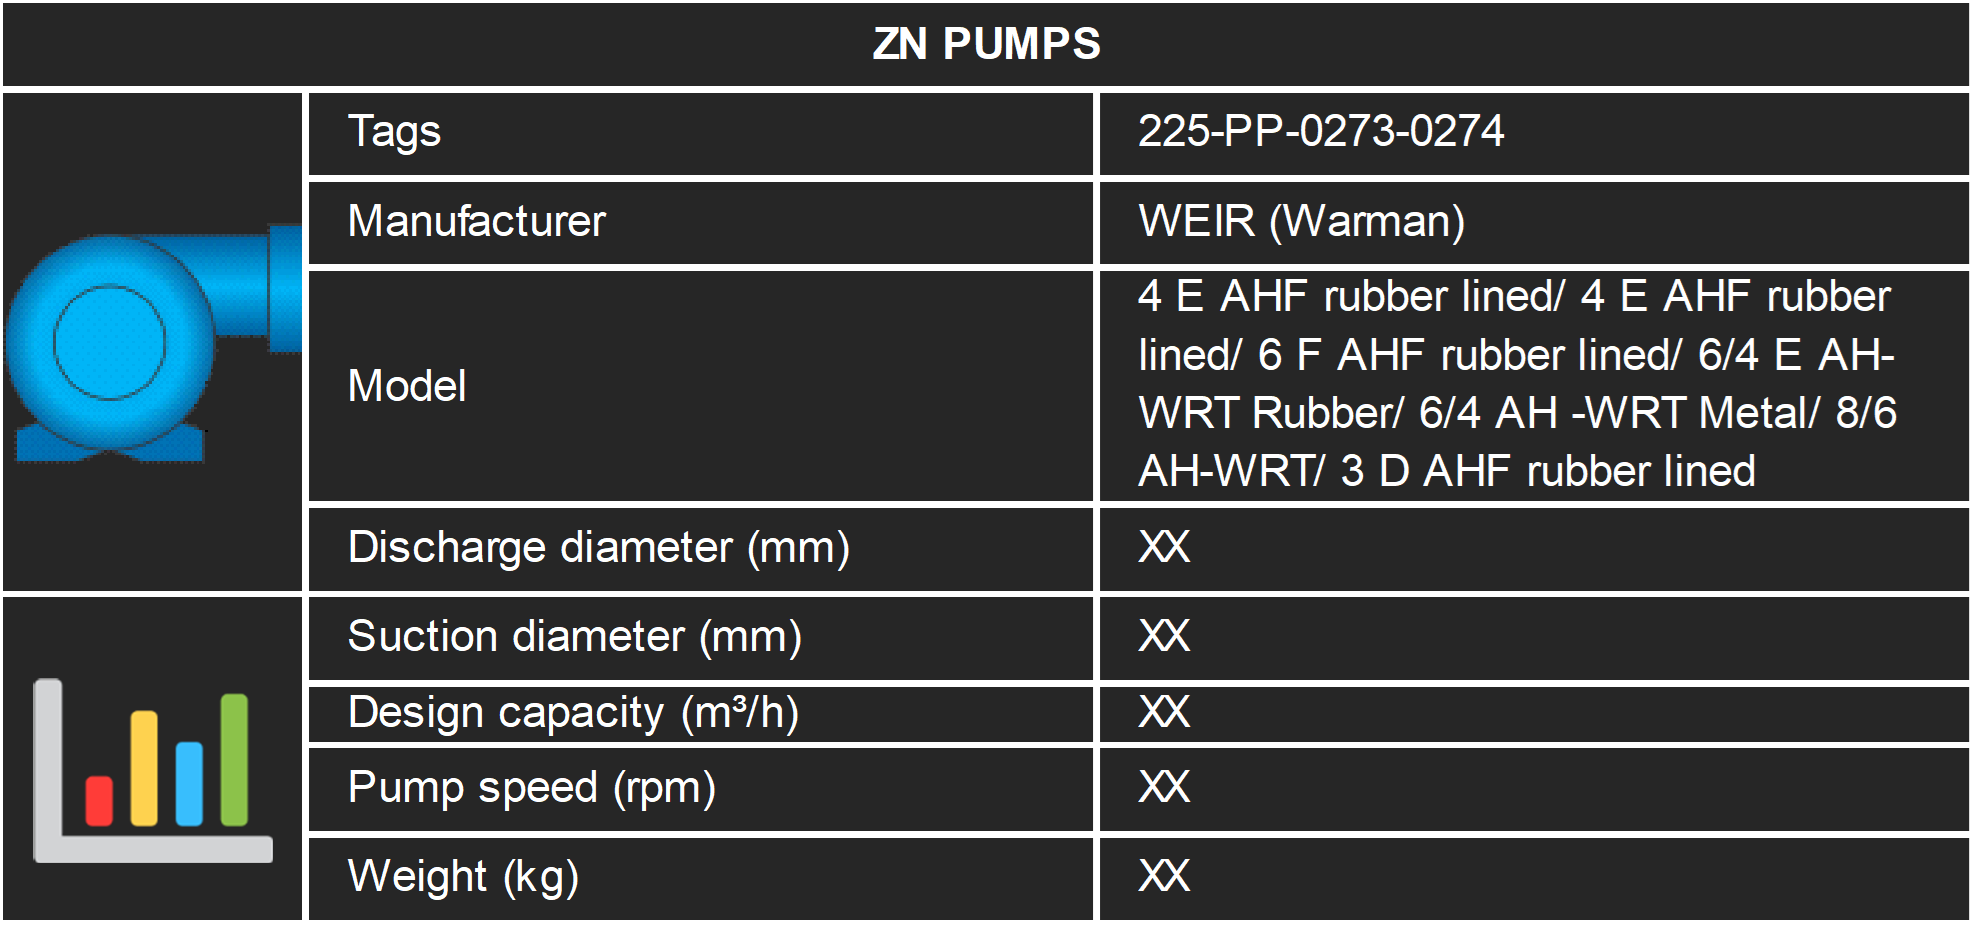 ZN PUMPS
Tags
225-PP-0273-0274
Manufacturer
WEIR (Warman)
Model
4 E AHF rubber lined/ 4 E AHF rubber
lined/ 6 F AHF rubber lined/ 6/4 E AH-
WRT Rubber/ 6/4 AH -WRT Metal/ 8/6
AH-WRT/ 3 D AHF rubber lined
Discharge diameter (mm)
XX
Suction diameter (mm)
XX
Design capacity (m³/h)
XX
Pump speed (rpm)
XX
Weight (kg)
XX